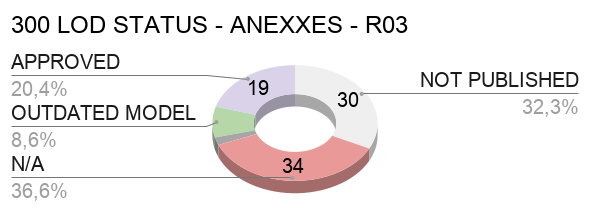 300 LOD STATUS - ANEXXES - R03
APPROVED
20,4%
OUTDATED MODEL
8,6%
N/A
36,6%
19
30
34
NOT PUBLISHED
32,3%